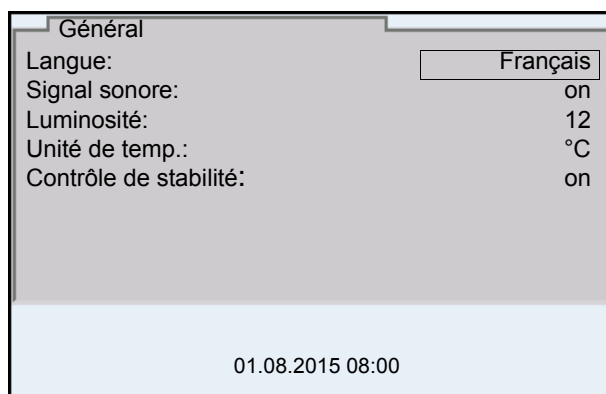 Général
Langue: Français
Signal sonore: on
Luminosité: 12
Unité de temp.: °C
Contrôle de stabilité: on
01.08.2015 08:00